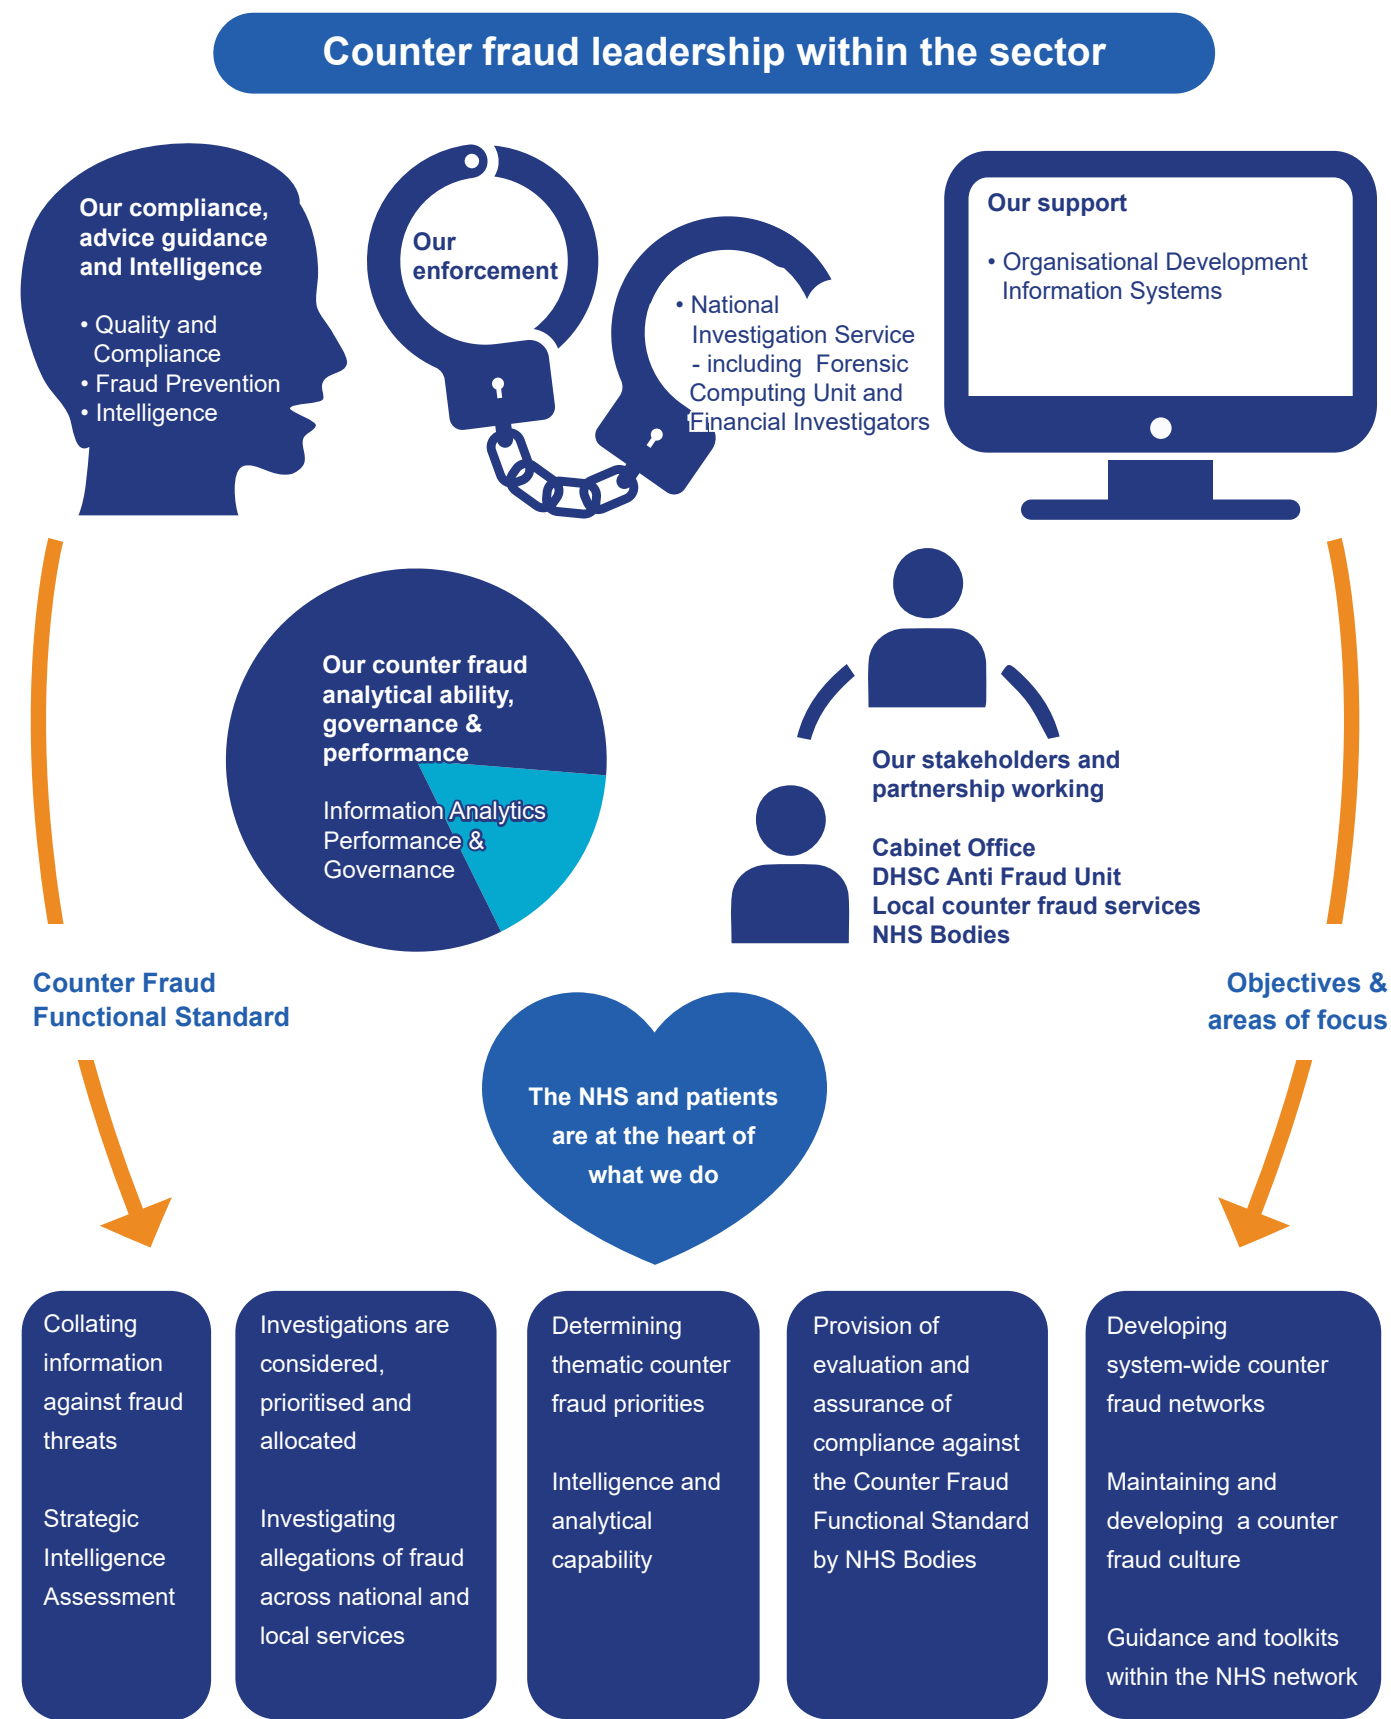 Counter fraud leadership within the sector
Our compliance,
advice guidance
and Intelligence
• Quality and
Compliance
• Fraud Prevention
• Intelligence
Our
enforcement
• National
Investigation Service
- including  Forensic
Computing Unit and
Financial Investigators
Our support
• Organisational Development
Information Systems
Our counter fraud
analytical ability,
governance &
performance
Information Analytics
Performance &
Governance
Our stakeholders and
partnership working
Cabinet Office
DHSC Anti Fraud Unit
Local counter fraud services
NHS Bodies
Counter Fraud
Functional Standard
Objectives &
areas of focus
The NHS and patients
are at the heart of
what we do
Collating
information
against fraud
threats
Strategic
Intelligence
Assessment
Investigations are
considered,
prioritised and
allocated
Investigating
allegations of fraud
across national and
local services
Determining
thematic counter
fraud priorities
Intelligence and
analytical
capability
Provision of
evaluation and
assurance of
compliance against
the Counter Fraud
Functional Standard
by NHS Bodies
Developing
system-wide counter
fraud networks
Maintaining and
developing  a counter
fraud culture
Guidance and toolkits
within the NHS network